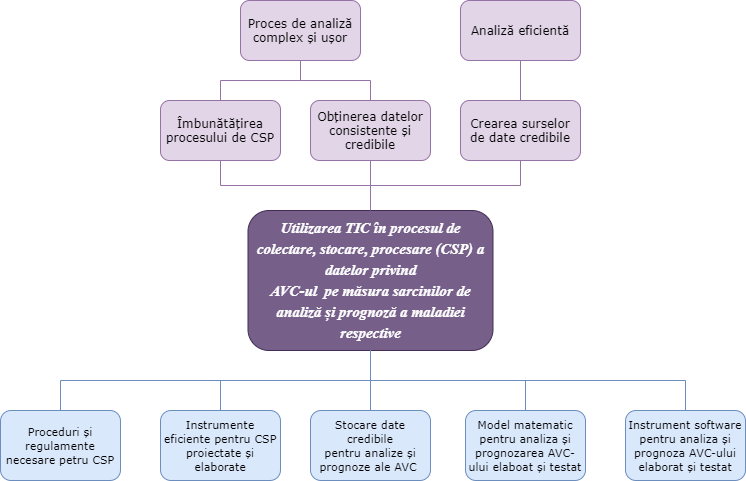 Proces de analiză
complex și ușor
Analiză eficientă
Îmbunătățirea
procesului de CSP
Obținerea datelor
consistente și
credibile
Crearea surselor
de date credibile
Utilizarea TIC în procesul de
colectare, stocare, procesare (CSP) a
datelor privind
AVC-ul pe măsura sarcinilor de
analiză și prognoză a maladiei
respective
Proceduri și
regulamente
necesare petru CSP
Instrumente
eficiente pentru CSP
proiectate și
elaborate
Stocare date
credibile
pentru analize și
prognoze ale AVC
Model matematic
pentru analiza și
prognozarea AVC-
ului elaboat și testat
Instrument software
pentru analiza și
prognoza AVC-ului
elaborat și testat